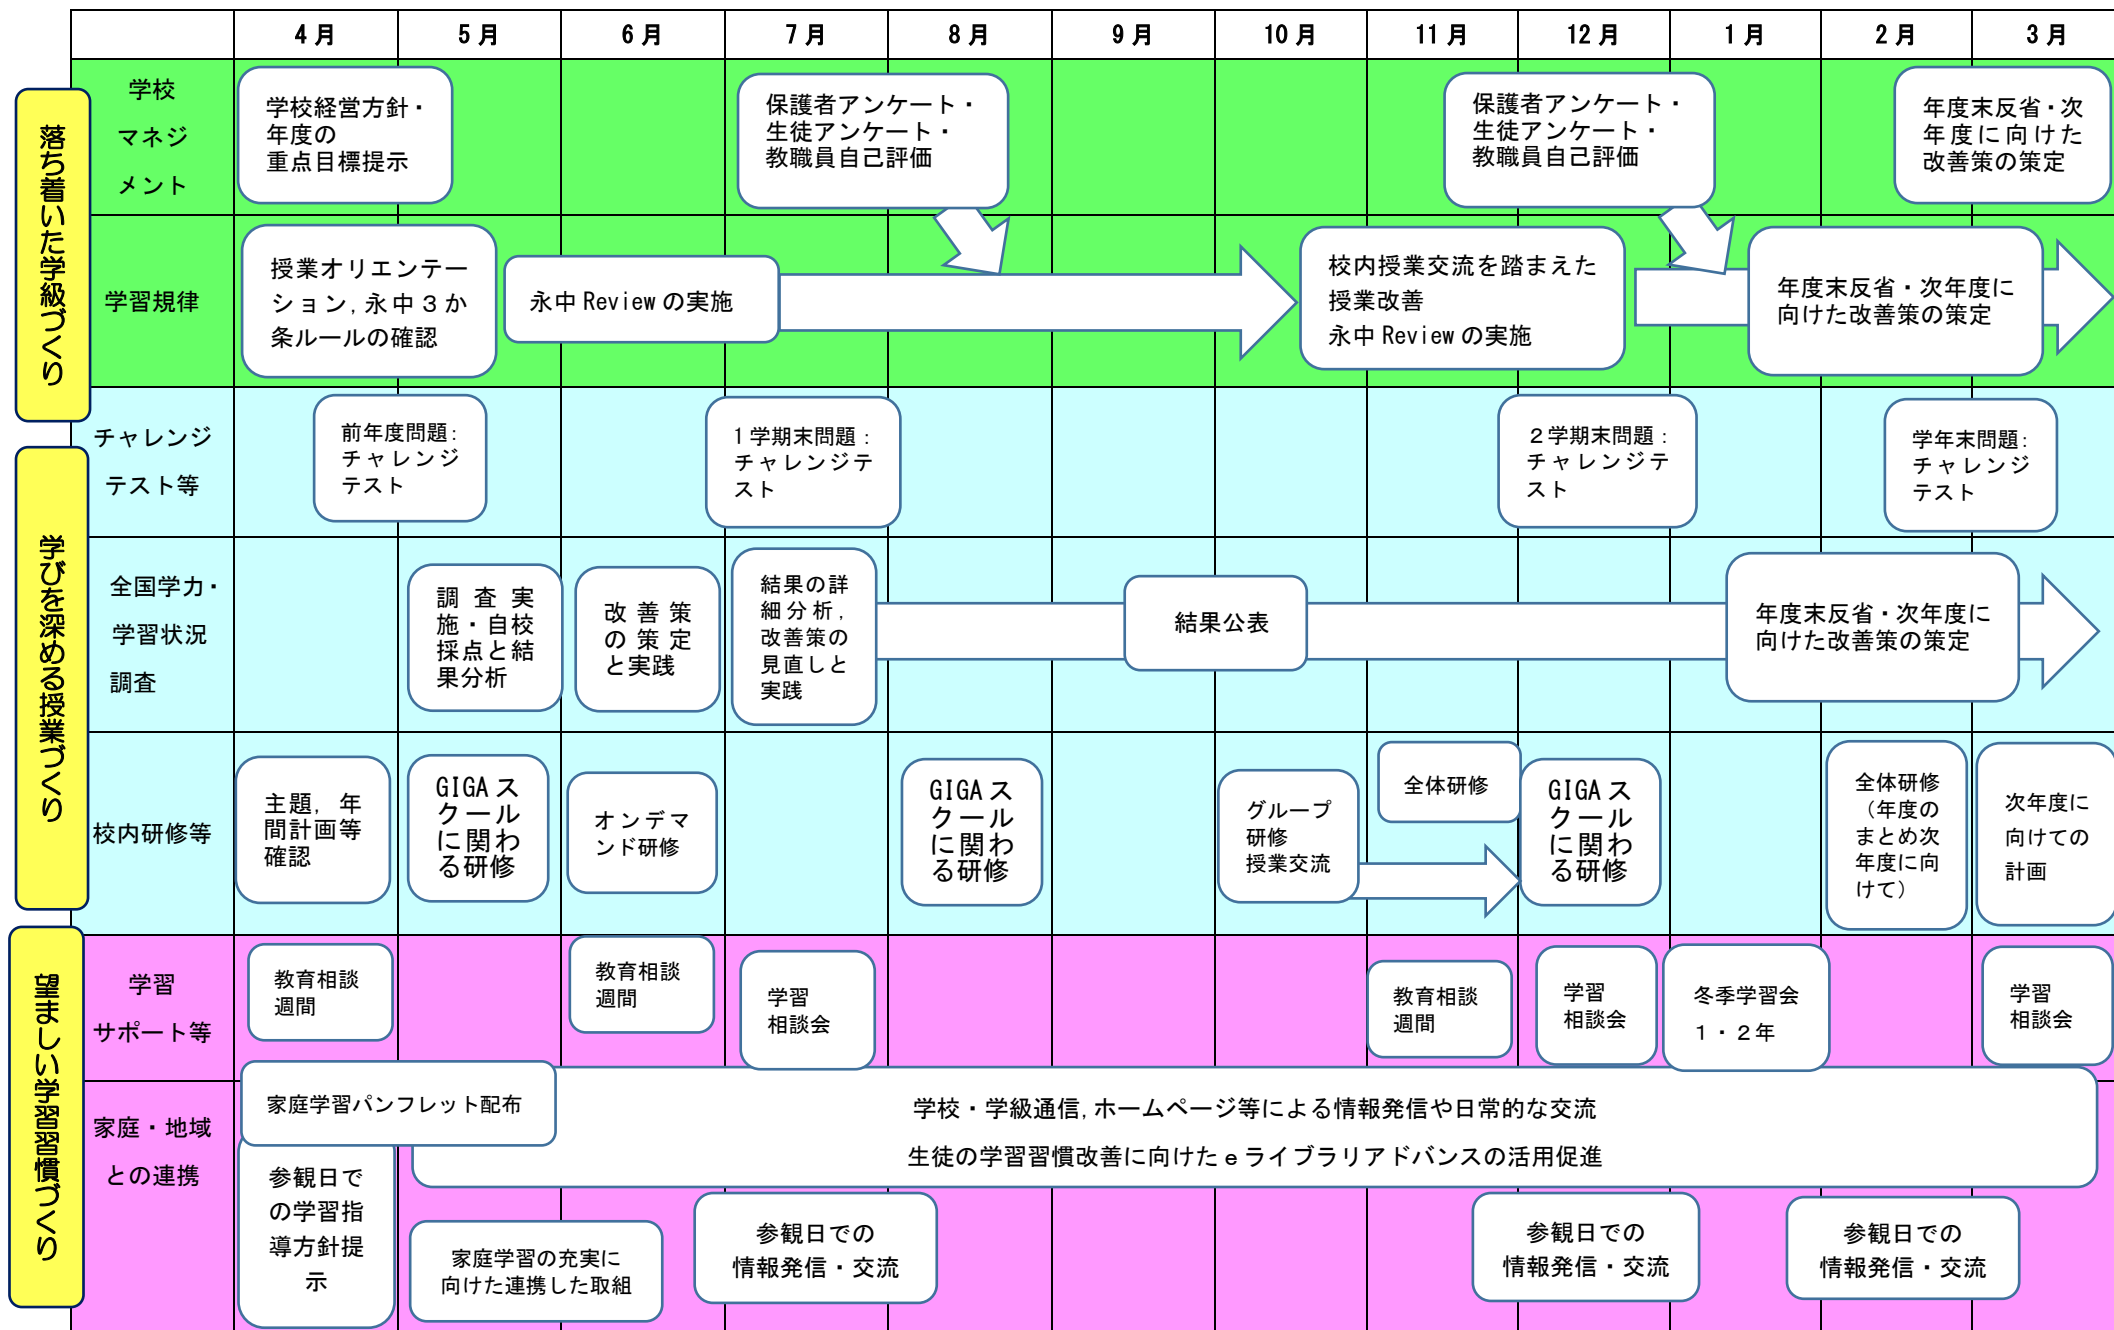 4月 5月 6月 7月 8月 9月 10月 11月 12月 1月 2月 3月
落ち着いた学級づくり
学校
マネジ
メント
学校経営方針・
年度の
重点目標提示
保護者アンケート・
生徒アンケート・
教職員自己評価
保護者アンケート・
生徒アンケート・
教職員自己評価
年度末反省・次
年度に向けた
改善策の策定
学習規律
授業オリエンテー
ション,永中3か
条ルールの確認
永中Reviewの実施
校内授業交流を踏まえた
授業改善
永中Reviewの実施
年度末反省・次年度に
向けた改善策の策定
学びを深める授業づくり
チャレンジ
テスト等
前年度問題:
チャレンジ
テスト
1学期末問題:
チャレンジテ
スト
2学期末問題:
チャレンジテ
スト
学年末問題:
チャレンジ
テスト
全国学力・
学習状況
調査
調査実
施・自校
採点と結
果分析
改善策
の策定
と実践
結果の詳
細分析,
改善策の
見直しと
実践
結果公表
年度末反省・次年度に
向けた改善策の策定
校内研修等
主題,年
間計画等
確認
GIGAス
クール
に関わ
る研修
オンデマ
ンド研修
GIGAス
クール
に関わ
る研修
グループ
研修
授業交流
全体研修
GIGAス
クール
に関わ
る研修
全体研修
(年度の
まとめ次
年度に向
けて)
次年度に
向けての
計画
望ましい学習習慣づくり
学習
サポート等
教育相談
週間
教育相談
週間
学習
相談会
教育相談
週間
学習
相談会
冬季学習会
1・2年
学習
相談会
家庭・地域
との連携
家庭学習パンフレット配布
学校・学級通信,ホームページ等による情報発信や日常的な交流
生徒の学習習慣改善に向けたeライブラリアドバンスの活用促進
参観日で
の学習指
導方針提
示
家庭学習の充実に
向けた連携した取組
参観日での
情報発信・交流
参観日での
情報発信・交流
参観日での
情報発信・交流